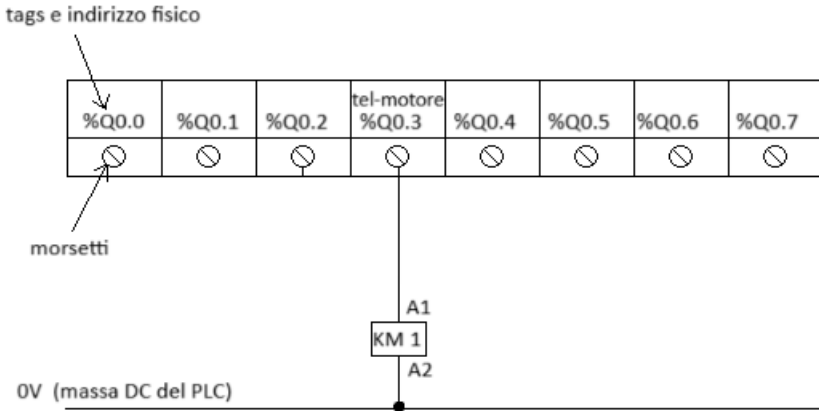 tags e indirizzo fisico
tel-motore
%Q0.0 %Q0.1 %Q0.2 %Q0.3 %Q0.4 %Q0.5 %Q0.6 %Q0.7
morsetti
A1
KM 1
A2
0V (massa DC del PLC)